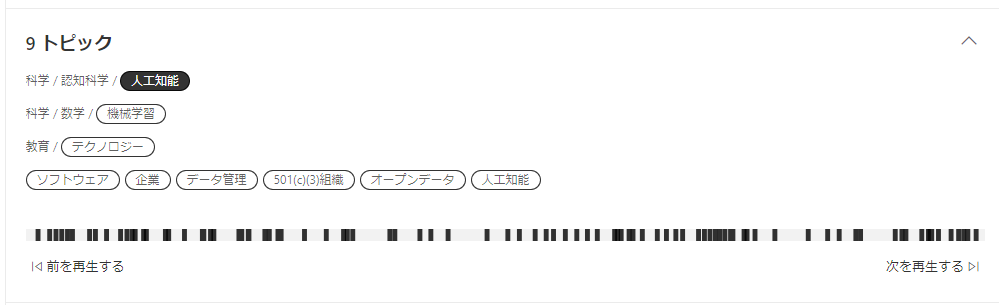 9 トピック
科学 / 認知科学 / 人工知能
科学 / 数学 / 機械学習
教育 / テクノロジー
ソフトウェア 企業 データ管理 501(c)(3)組織 オープンデータ 人工知能
前を再生する 次を再生する